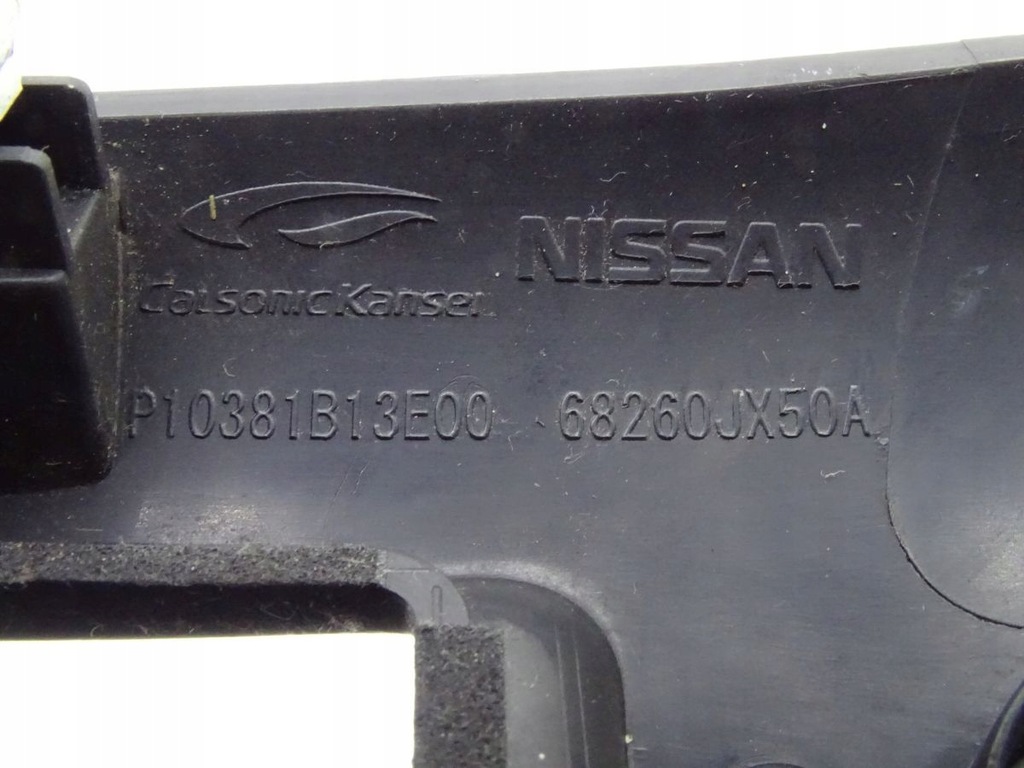 CalsonicKansei NISSAN
P10381B13E00 68260JX50A